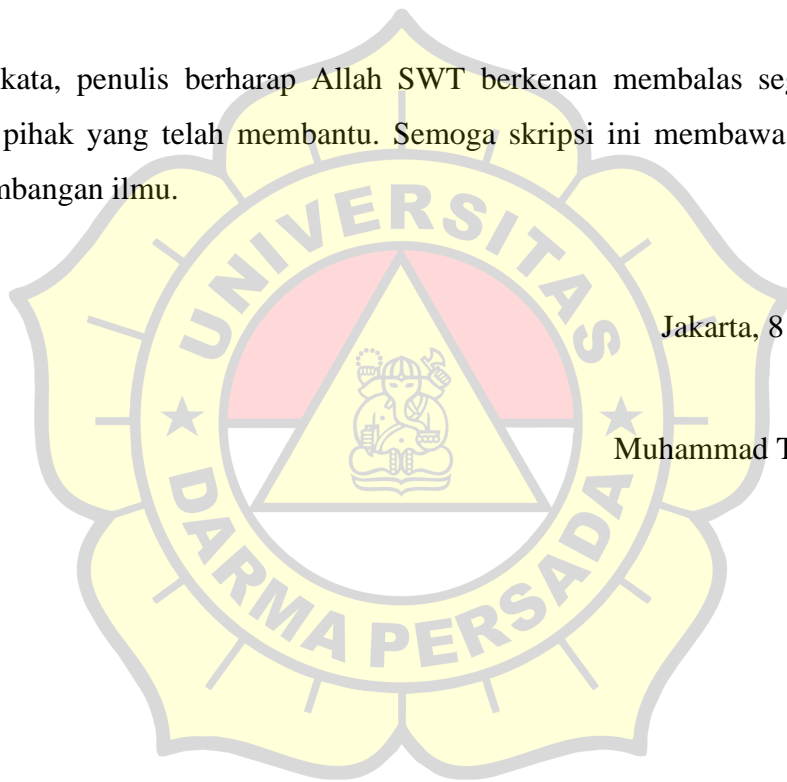 kata, penulis berharap Allah SWT berkenan membalas
pihak yang telah membantu. Semoga skripsi ini membawa
mbangan ilmu.
UNIVERSITAS
Jakarta, 8
Muhammad T
DARMA PERSADA